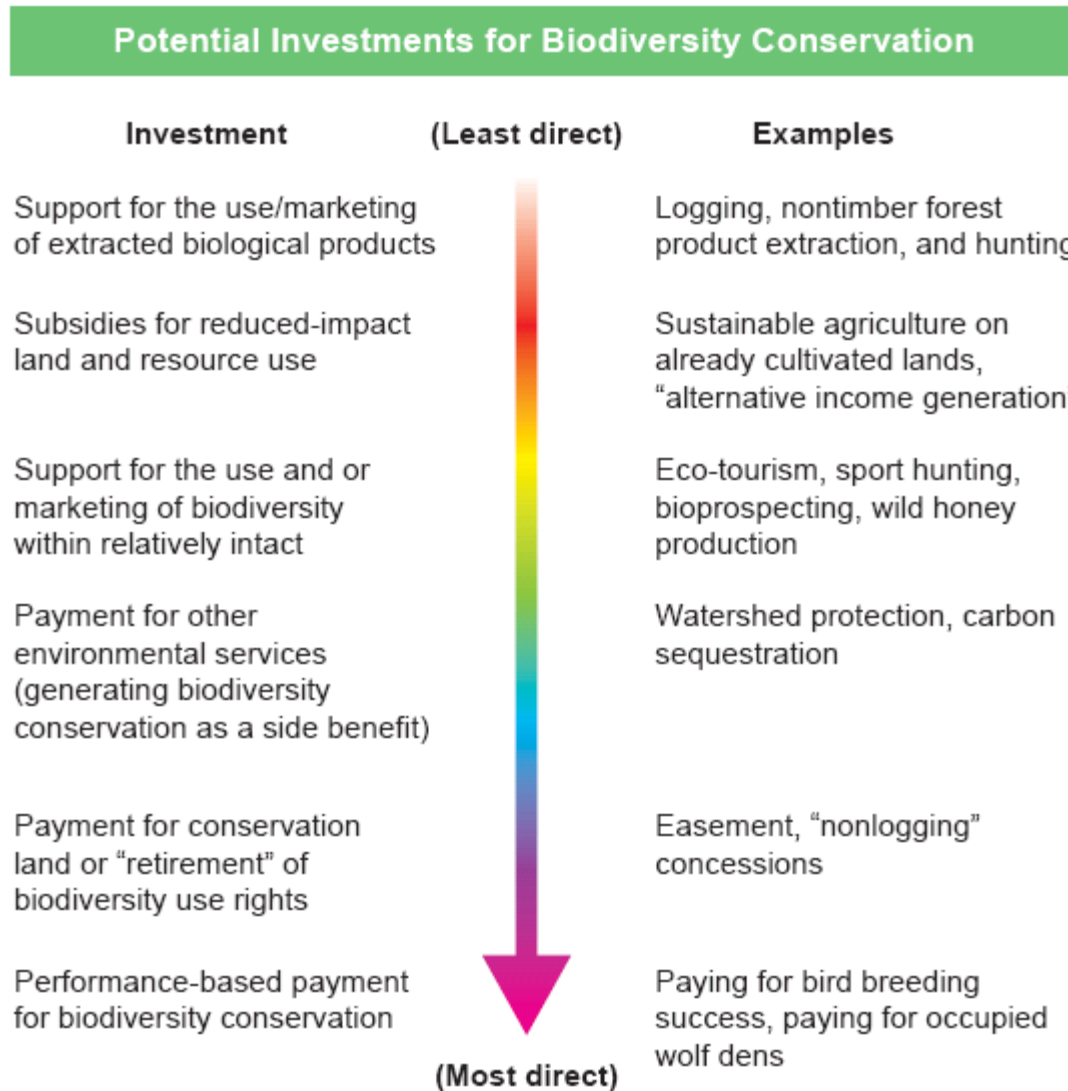 Potential Investments for Biodiversity Conservation
Investment
(Least direct)
Examples
Support for the use/marketing
of extracted biological products
Logging, nontimber forest
product extraction, and hunting
Subsidies for reduced-impact
land and resource use
Sustainable agriculture on
already cultivated lands,
“alternative income generation”
Support for the use and or
marketing of biodiversity
within relatively intact
Eco-tourism, sport hunting,
bioprospecting, wild honey
production
Payment for other
environmental services
(generating biodiversity
conservation as a side benefit)
Watershed protection, carbon
sequestration
Payment for conservation
land or “retirement” of
biodiversity use rights
Easement, “nonlogging”
concessions
Performance-based payment
for biodiversity conservation
Paying for bird breeding
success, paying for occupied
wolf dens
(Most direct)